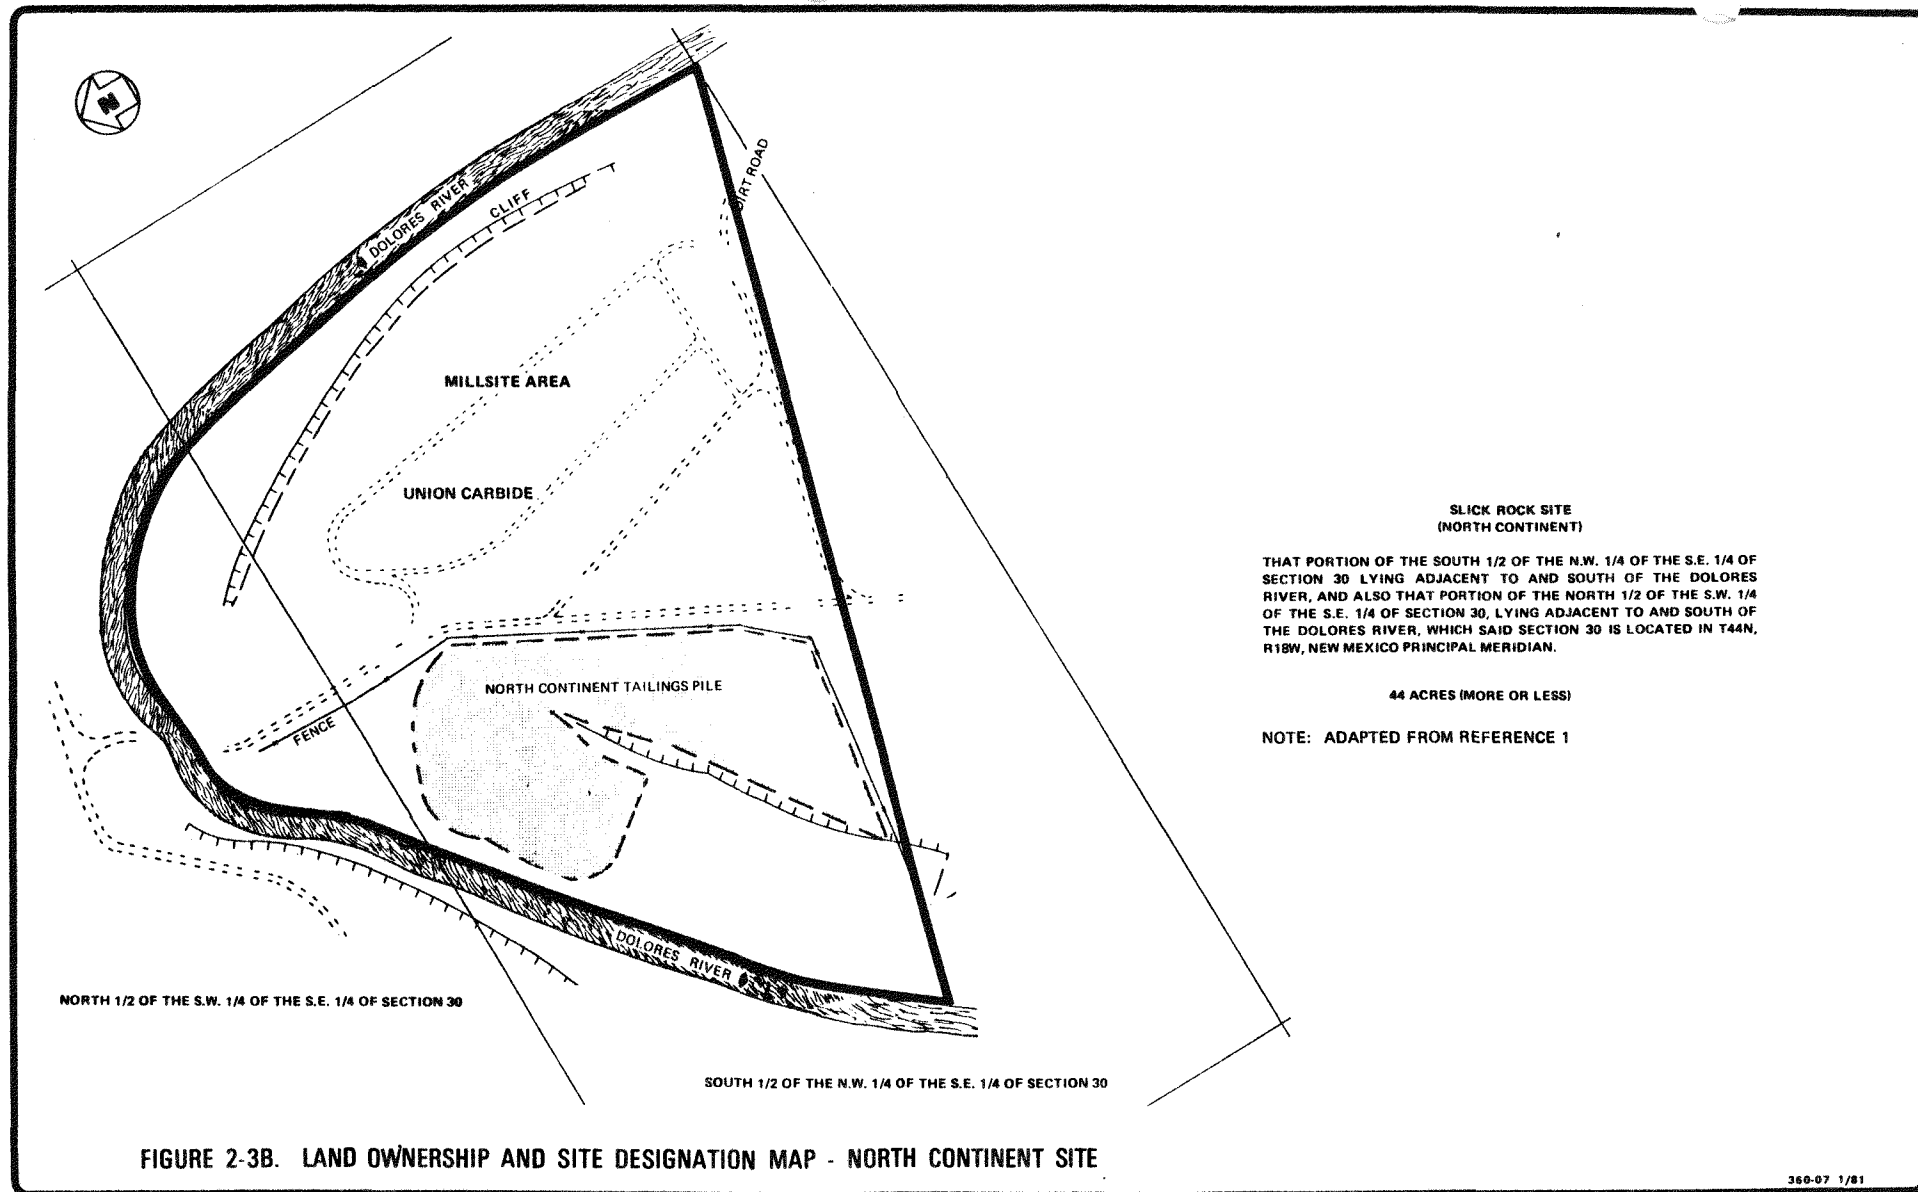 N
DOLORES RIVER
CLIFF
DIRT ROAD
MILLSITE AREA
UNION CARBIDE
NORTH CONTINENT TAILINGS PILE
FENCE
DOLORES RIVER
NORTH 1/2 OF THE S.W. 1/4 OF THE S.E. 1/4 OF SECTION 30
SOUTH 1/2 OF THE N.W. 1/4 OF THE S.E. 1/4 OF SECTION 30
SLICK ROCK SITE
(NORTH CONTINENT)
THAT PORTION OF THE SOUTH 1/2 OF THE N.W. 1/4 OF THE S.E. 1/4 OF
SECTION 30 LYING ADJACENT TO AND SOUTH OF THE DOLORES
RIVER, AND ALSO THAT PORTION OF THE NORTH 1/2 OF THE S.W. 1/4
OF THE S.E. 1/4 OF SECTION 30, LYING ADJACENT TO AND SOUTH OF
THE DOLORES RIVER, WHICH SAID SECTION 30 IS LOCATED IN T44N,
R18W, NEW MEXICO PRINCIPAL MERIDIAN.
44 ACRES (MORE OR LESS)
NOTE: ADAPTED FROM REFERENCE 1
FIGURE 2-3B. LAND OWNERSHIP AND SITE DESIGNATION MAP - NORTH CONTINENT SITE
360-07 1/81